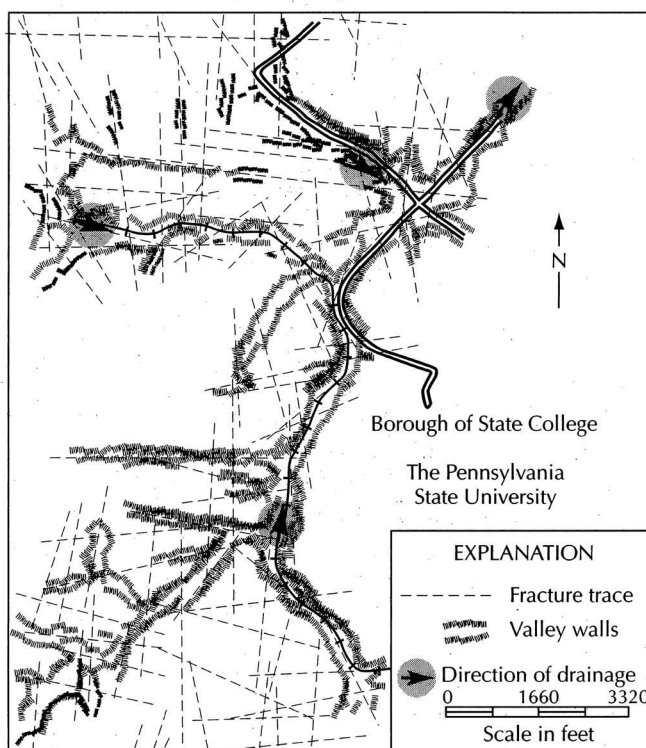 N
Borough of State College
The Pennsylvania
State University
EXPLANATION
Fracture trace
Valley walls
Direction of drainage
0 1660 3320
Scale in feet